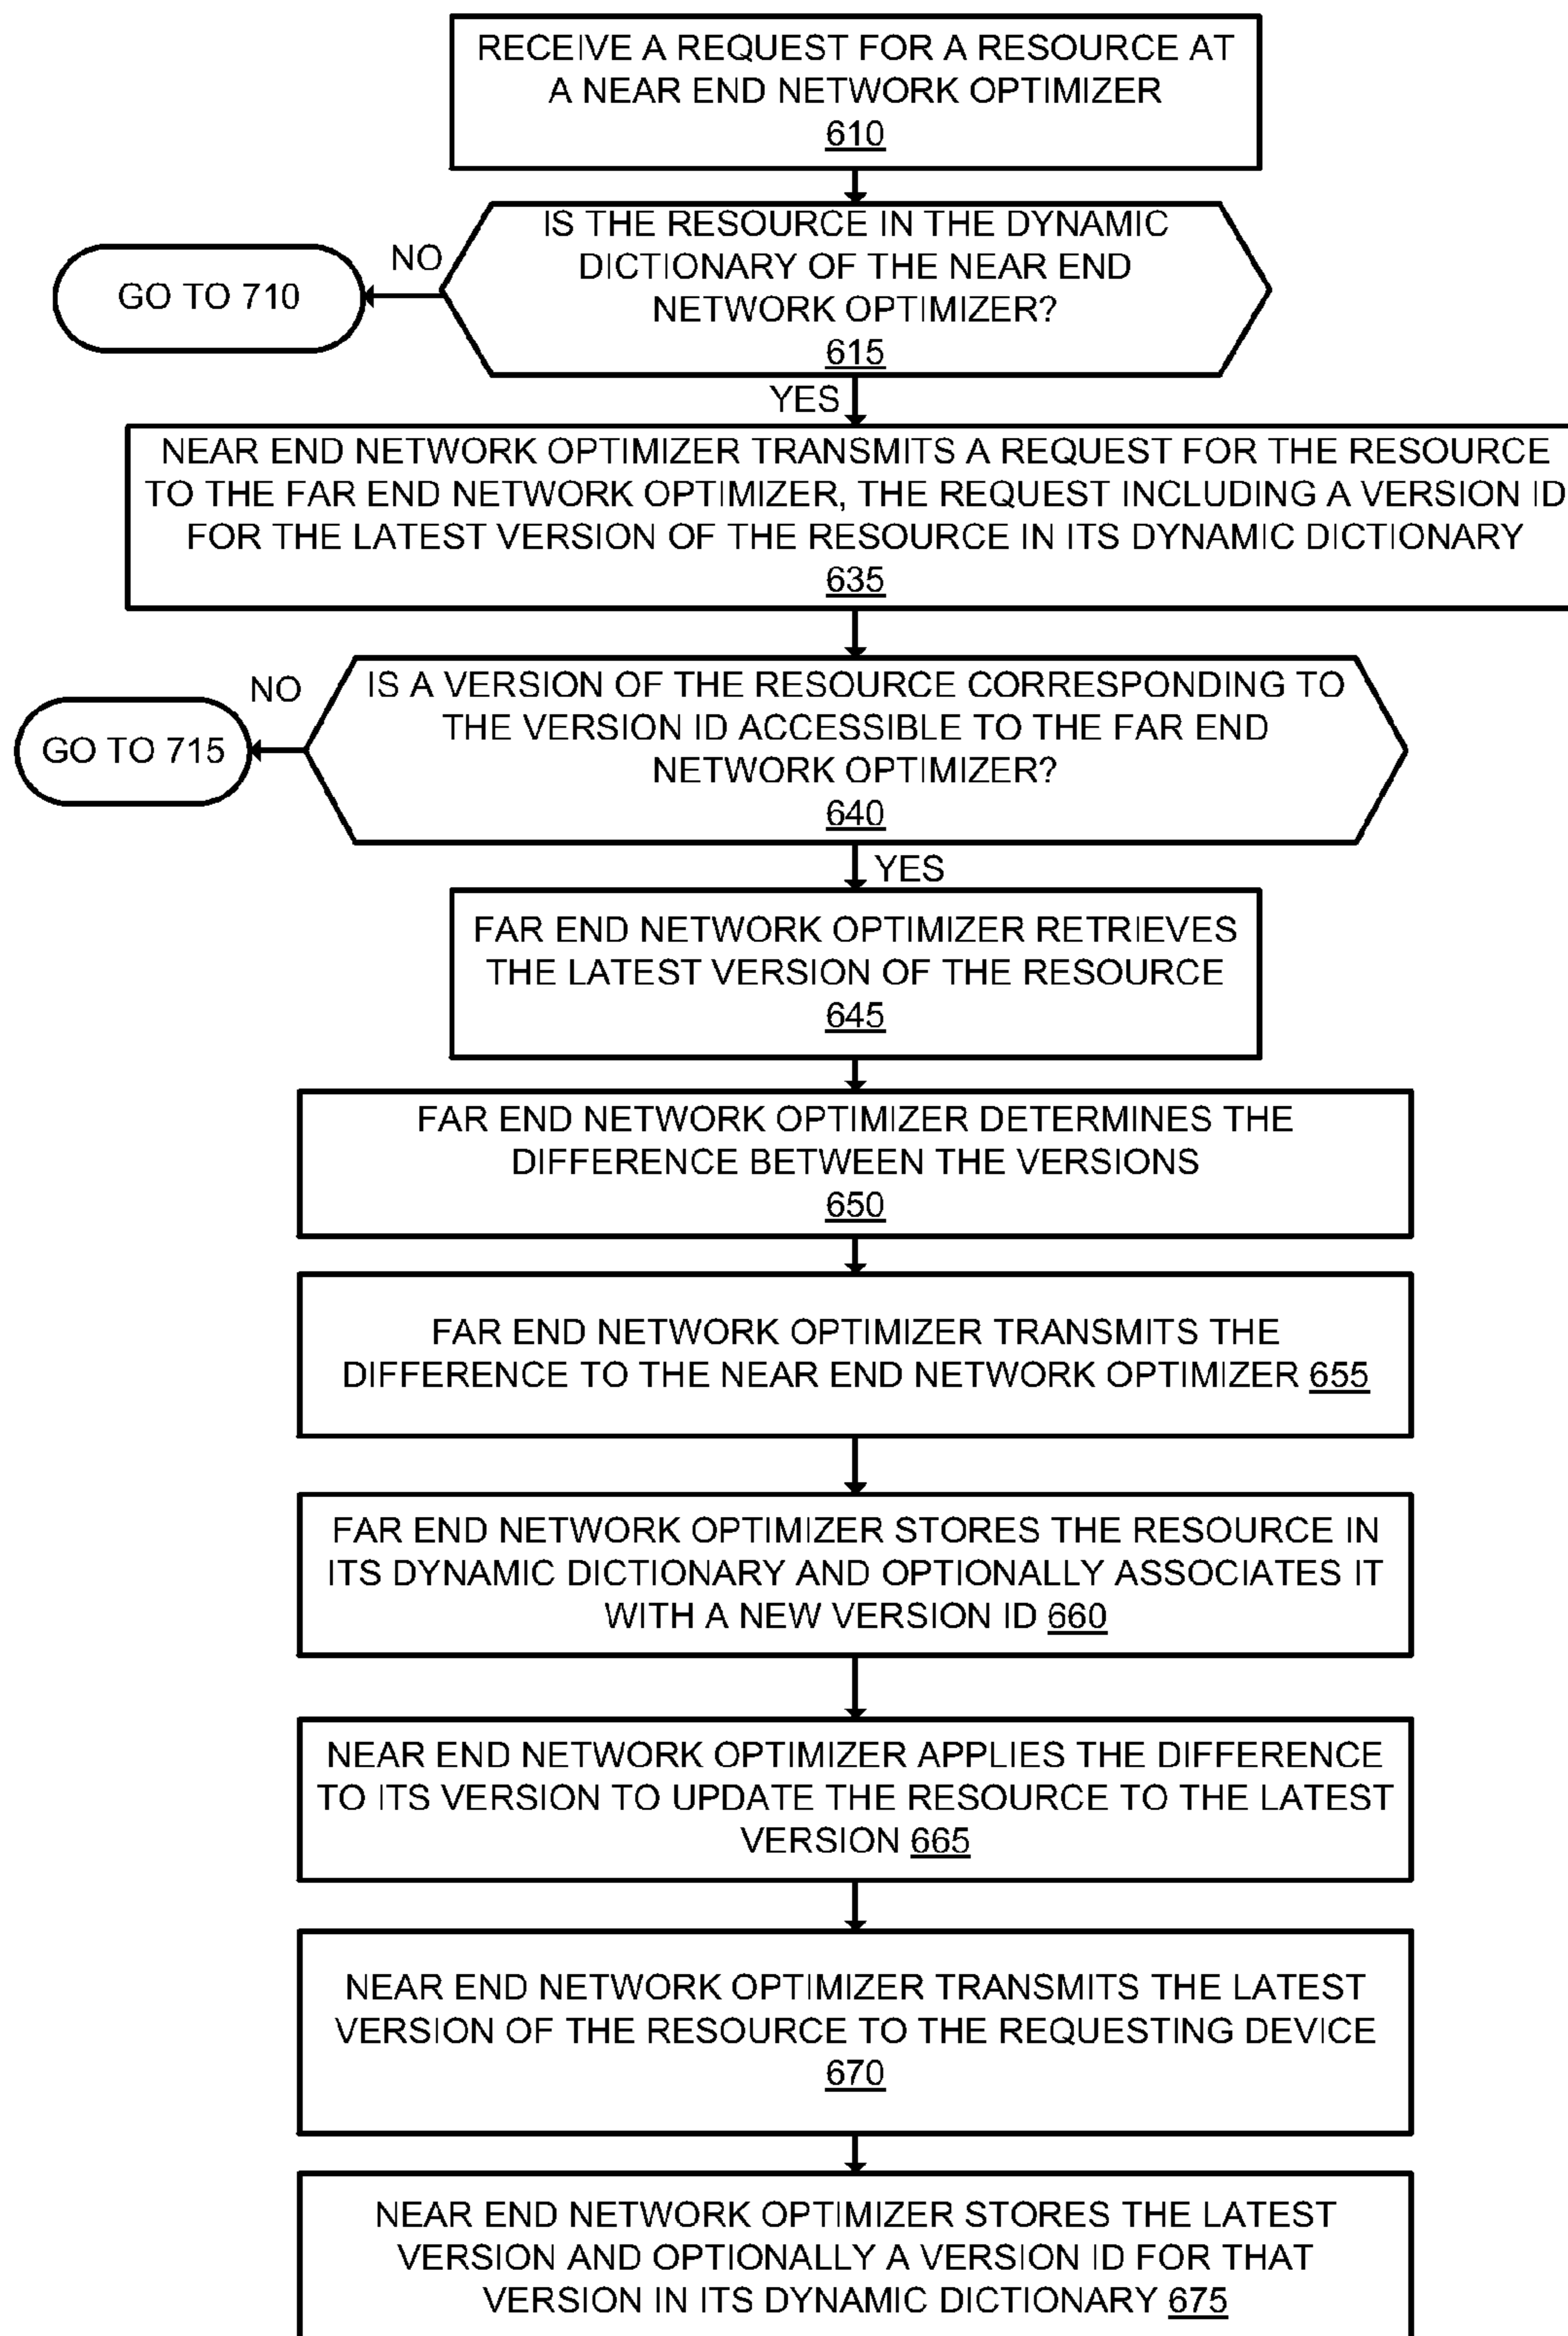 RECEIVE A REQUEST FOR A RESOURCE AT
A NEAR END NETWORK OPTIMIZER
610
IS THE RESOURCE IN THE DYNAMIC
DICTIONARY OF THE NEAR END
NETWORK OPTIMIZER?
615
NO
GO TO 710
YES
NEAR END NETWORK OPTIMIZER TRANSMITS A REQUEST FOR THE RESOURCE
TO THE FAR END NETWORK OPTIMIZER, THE REQUEST INCLUDING A VERSION ID
FOR THE LATEST VERSION OF THE RESOURCE IN ITS DYNAMIC DICTIONARY
635
IS A VERSION OF THE RESOURCE CORRESPONDING TO
THE VERSION ID ACCESSIBLE TO THE FAR END
NETWORK OPTIMIZER?
640
NO
GO TO 715
YES
FAR END NETWORK OPTIMIZER RETRIEVES
THE LATEST VERSION OF THE RESOURCE
645
FAR END NETWORK OPTIMIZER DETERMINES THE
DIFFERENCE BETWEEN THE VERSIONS
650
FAR END NETWORK OPTIMIZER TRANSMITS THE
DIFFERENCE TO THE NEAR END NETWORK OPTIMIZER 655
FAR END NETWORK OPTIMIZER STORES THE RESOURCE IN
ITS DYNAMIC DICTIONARY AND OPTIONALLY ASSOCIATES IT
WITH A NEW VERSION ID 660
NEAR END NETWORK OPTIMIZER APPLIES THE DIFFERENCE
TO ITS VERSION TO UPDATE THE RESOURCE TO THE LATEST
VERSION 665
NEAR END NETWORK OPTIMIZER TRANSMITS THE LATEST
VERSION OF THE RESOURCE TO THE REQUESTING DEVICE
670
NEAR END NETWORK OPTIMIZER STORES THE LATEST
VERSION AND OPTIONALLY A VERSION ID FOR THAT
VERSION IN ITS DYNAMIC DICTIONARY 675